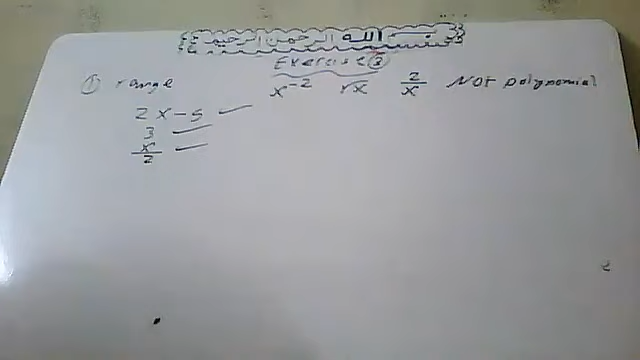 بسم الله الرحمن الرحيم
Exercise 3
① range x⁻² √x 2/x Not polynomial
2x-5 ✓
3 ✓
x/2 ✓